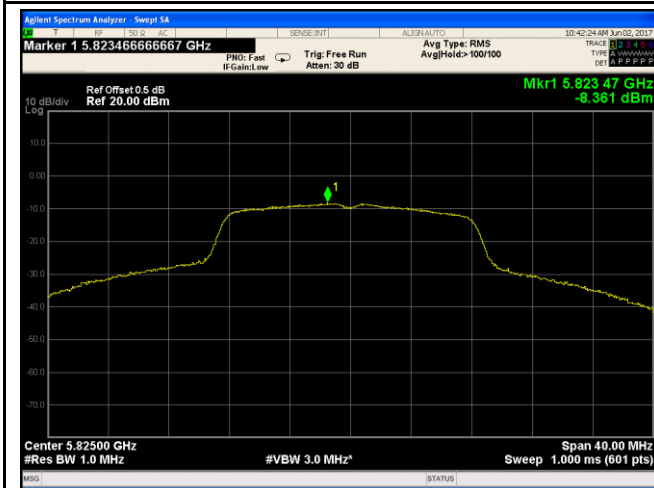 Agilent Spectrum Analyzer - Swept SA
T RF 50 Ω AC SENSE:INT ALIGN AUTO 10:42:24 AM Jun 02, 2017
Marker 1 5.823466666667 GHz
PNO: Fast
IFGain:Low
Trig: Free Run
Atten: 30 dB
Avg Type: RMS
Avg|Hold:>100/100
TRACE 1 2 3 4 5 6
TYPE A
DET A P P P P P
Ref Offset 0.5 dB
Ref 20.00 dBm
10 dB/div
Log
Mkr1 5.823 47 GHz
-8.361 dBm
10.0
0.00
1
-10.0
-20.0
-30.0
-40.0
-50.0
-60.0
-70.0
Center 5.82500 GHz
Span 40.00 MHz
#Res BW 1.0 MHz
#VBW 3.0 MHz*
Sweep 1.000 ms (601 pts)
MSG STATUS